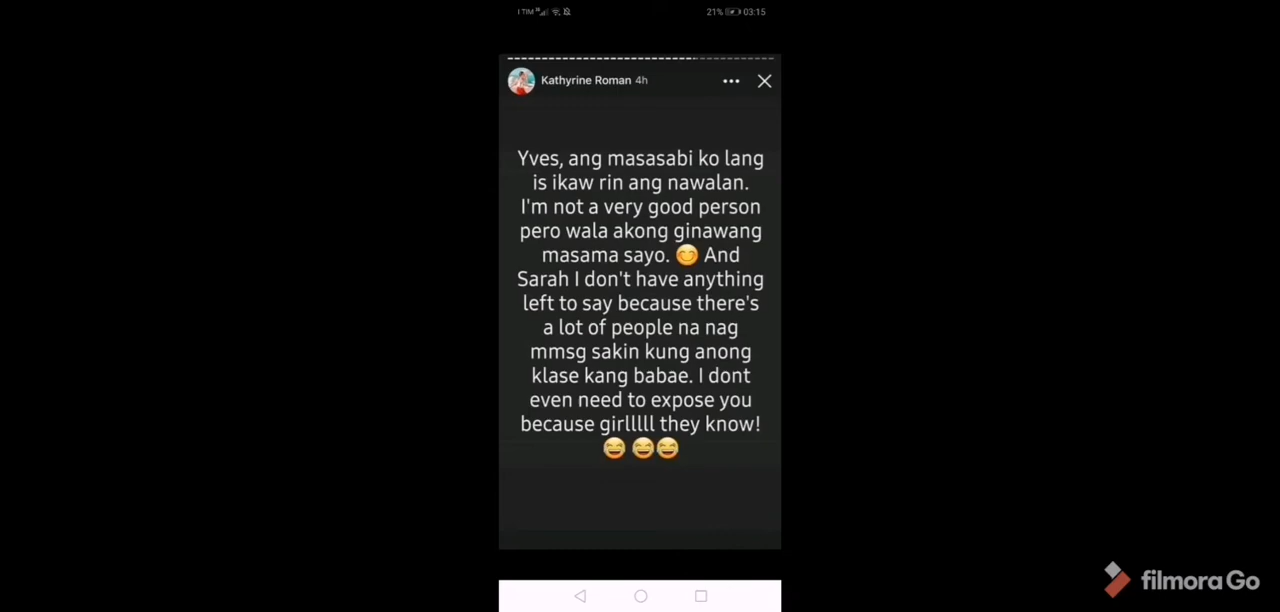 I TIM 21% 03:15
Kathyrine Roman 4h
Yves, ang masasabi ko lang
is ikaw rin ang nawalan.
I'm not a very good person
pero wala akong ginawang
masama sayo. 😊 And
Sarah I don't have anything
left to say because there's
a lot of people na nag
mmsg sakin kung anong
klase kang babae. I dont
even need to expose you
because girlllll they know!
😄 😄😄
filmoraGo